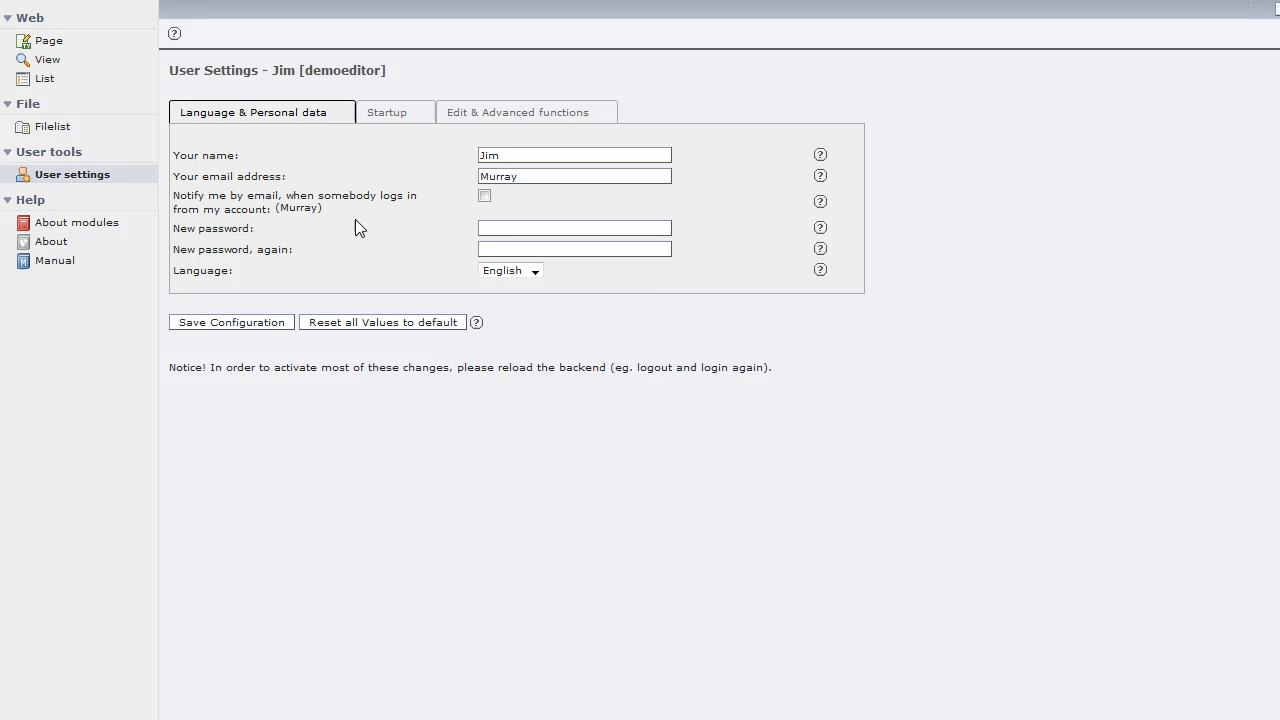 Web
Page
View
List
File
Filelist
User tools
User settings
Help
About modules
About
Manual
?
User Settings - Jim [demoeditor]
Language & Personal data Startup Edit & Advanced functions
Your name: Jim ?
Your email address: Murray ?
Notify me by email, when somebody logs in
from my account: (Murray) ?
New password: ?
New password, again: ?
Language: English ?
Save Configuration Reset all Values to default ?
Notice! In order to activate most of these changes, please reload the backend (eg. logout and login again).